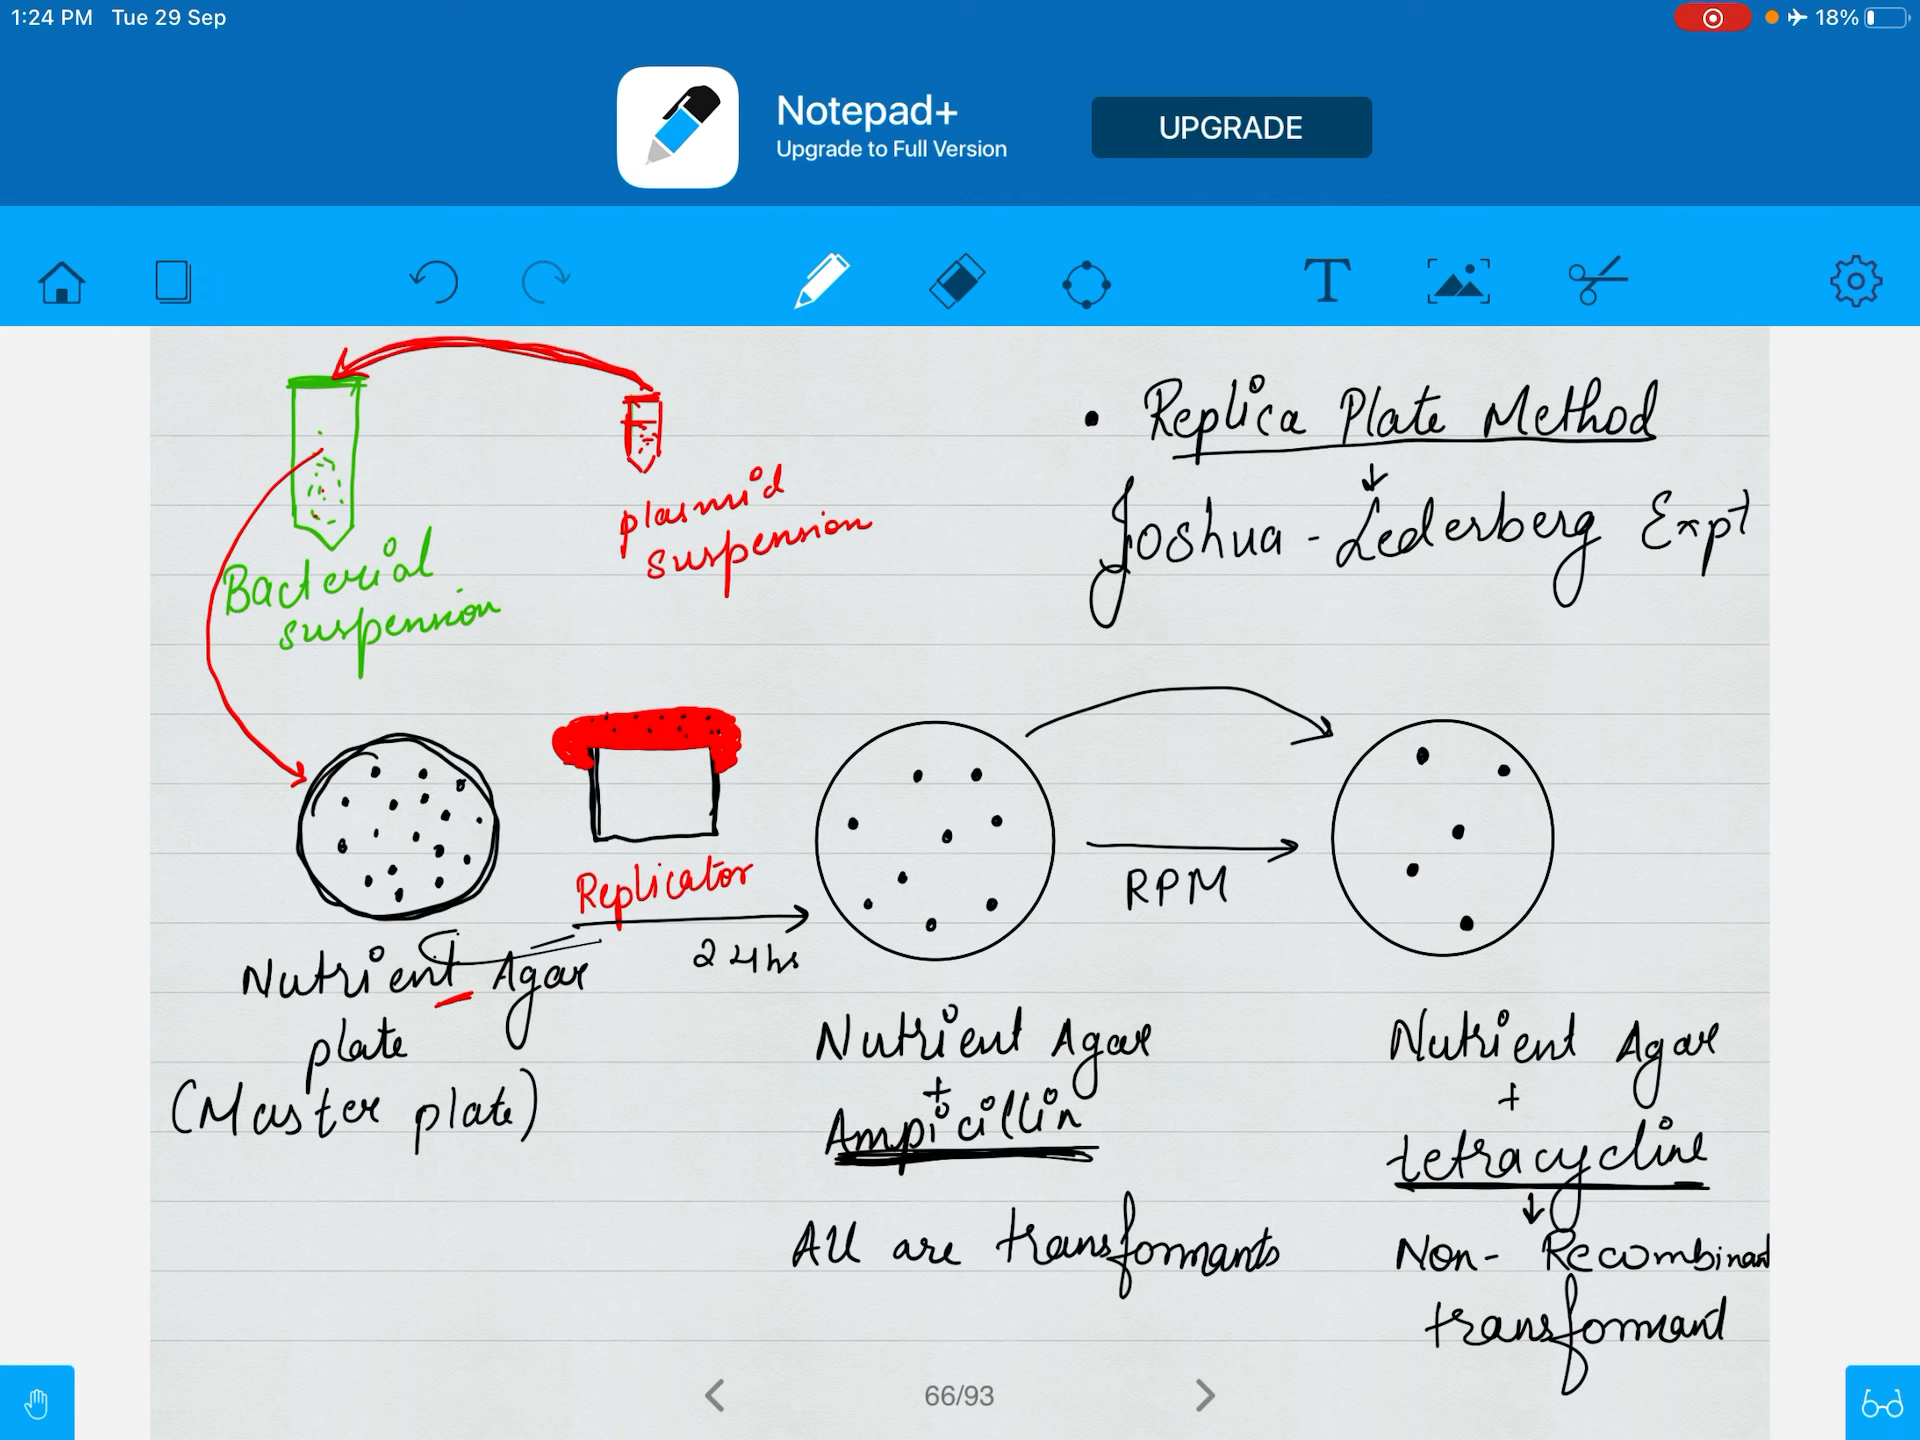 1:24 PM Tue 29 Sep
18%
Notepad+
Upgrade to Full Version
UPGRADE
T
• Replica Plate Method
Joshua - Lederberg Expt
plasmid
suspension
Bacterial
suspension
Replicator
24hs
RPM
Nutrient Agar
plate
(Master plate)
Nutrient Agar
+
Ampicillin
All are transformants
Nutrient Agar
+
tetracycline
Non- Recombinant
transformant
66/93